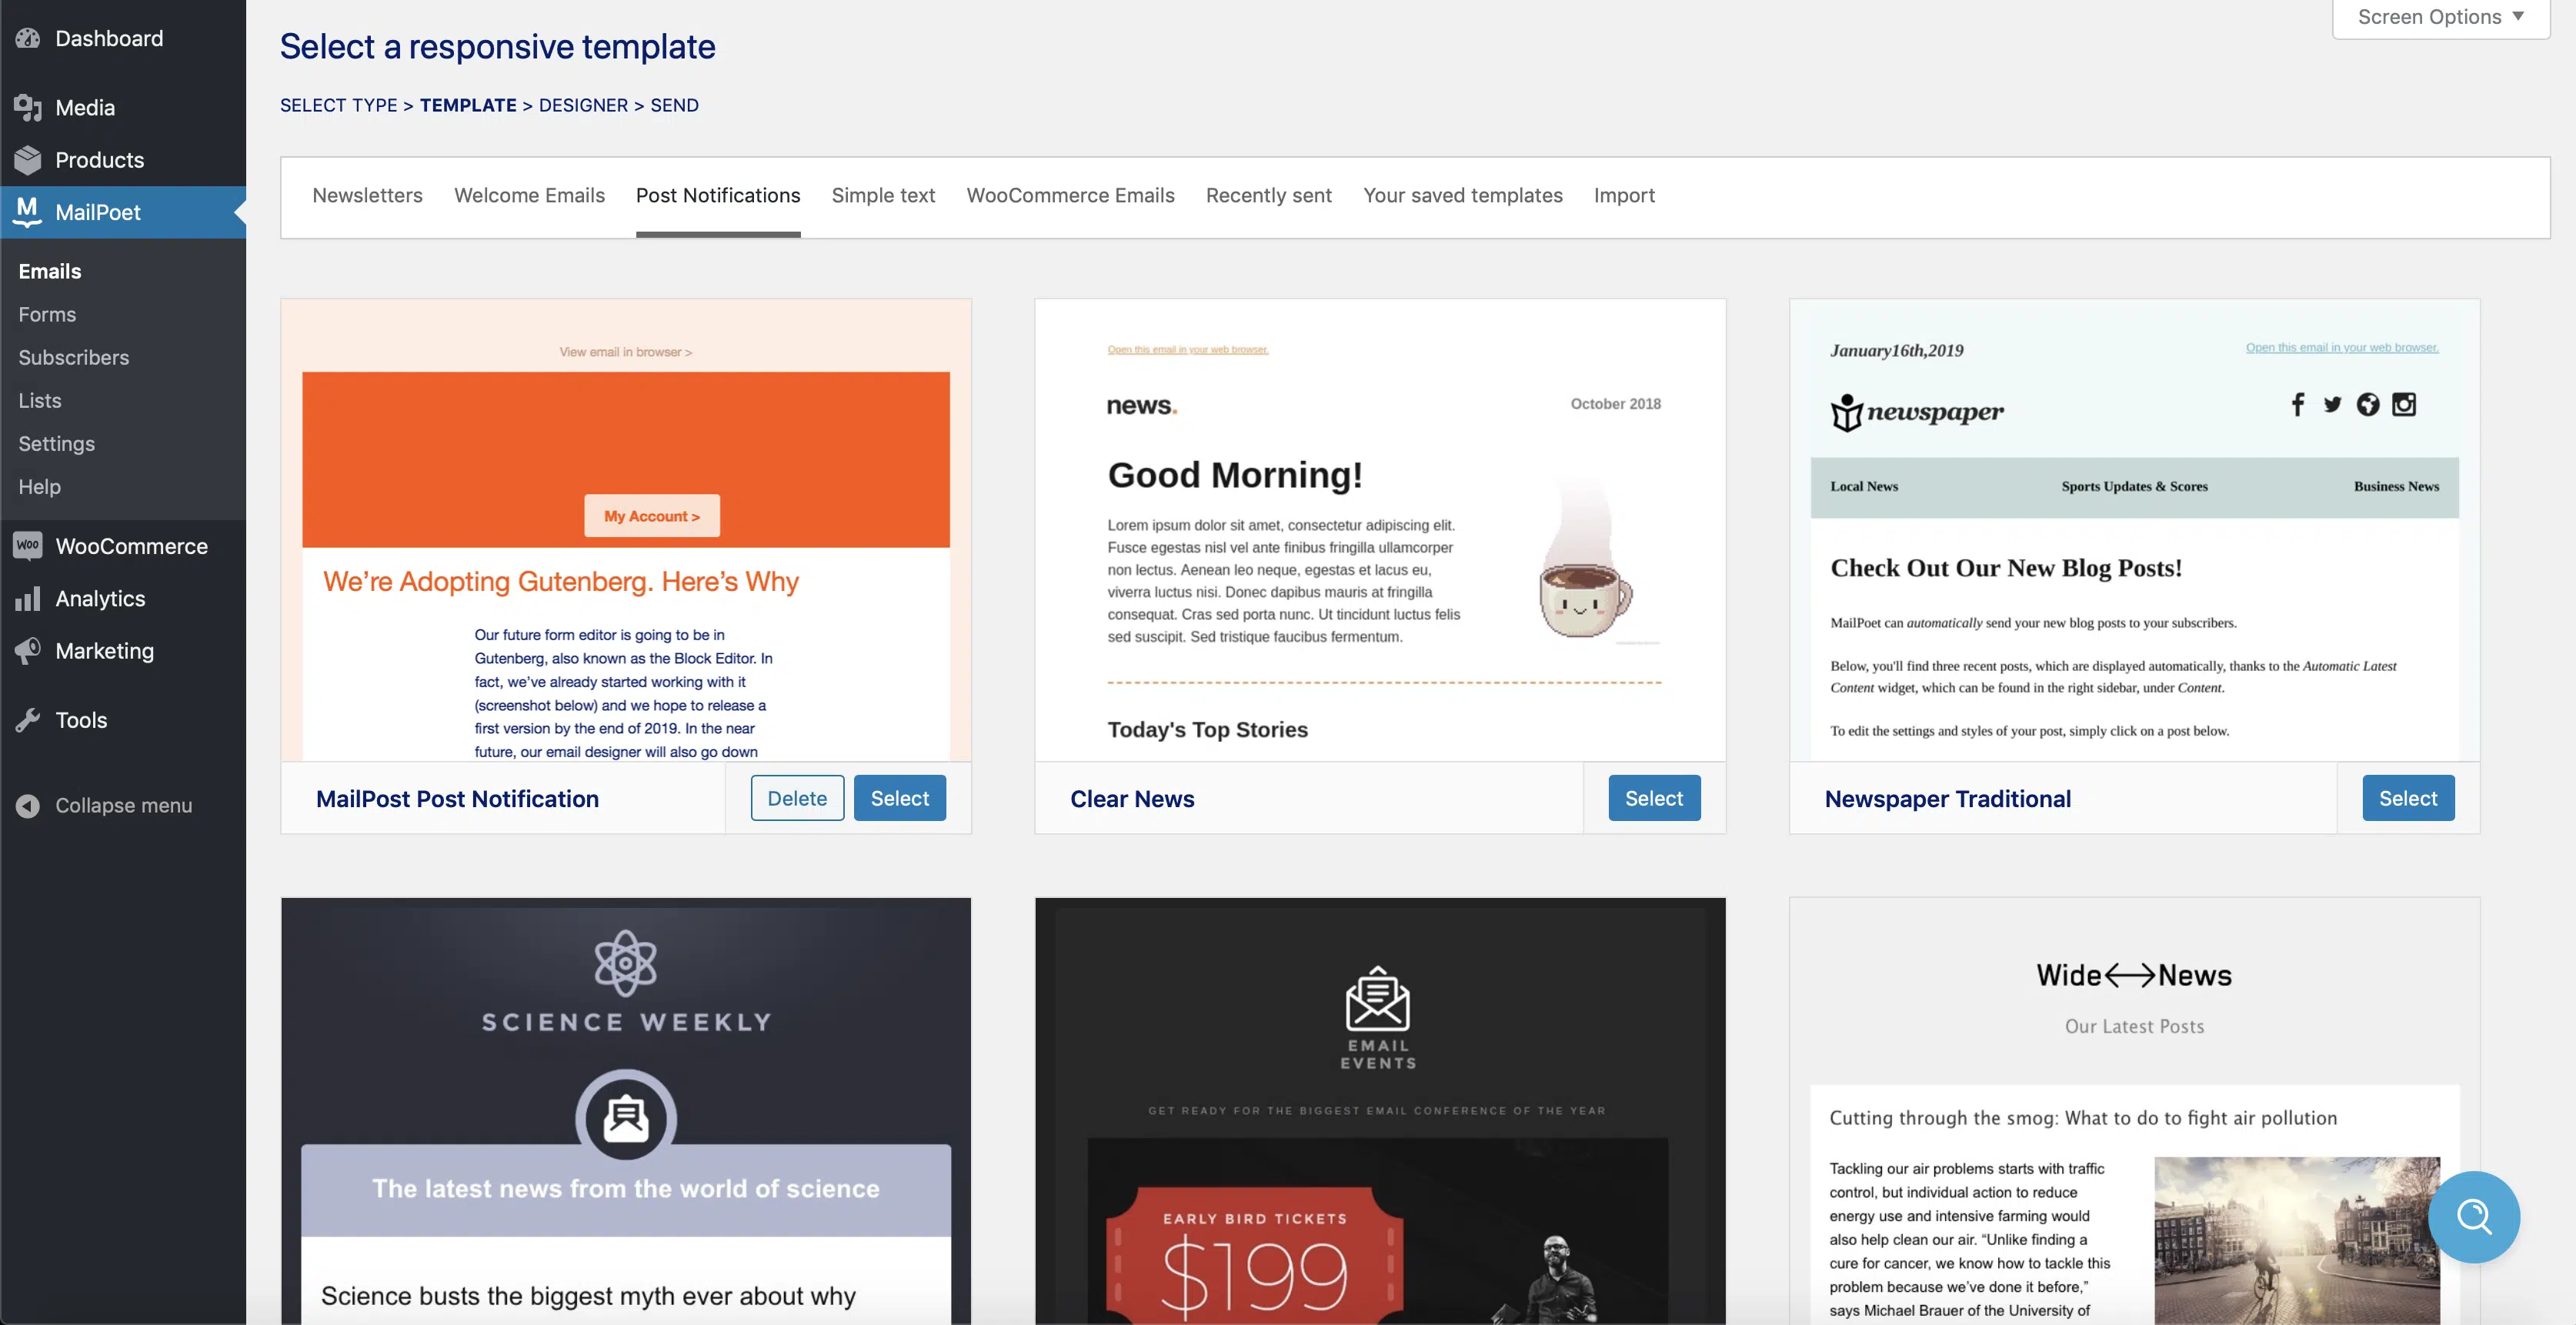 Dashboard
Media
Products
MailPoet
Emails
Forms
Subscribers
Lists
Settings
Help
Woo
WooCommerce
Analytics
Marketing
Tools
Collapse menu
Screen Options
Select a responsive template
SELECT TYPE > TEMPLATE > DESIGNER > SEND
Newsletters
Welcome Emails
Post Notifications
Simple text
WooCommerce Emails
Recently sent
Your saved templates
Import
View email in browser >
My Account >
We’re Adopting Gutenberg. Here’s Why
Our future form editor is going to be in
Gutenberg, also known as the Block Editor. In
fact, we’ve already started working with it
(screenshot below) and we hope to release a
first version by the end of 2019. In the near
future, our email designer will also go down
MailPost Post Notification
Delete
Select
Open this email in your web browser.
news.
October 2018
Good Morning!
Lorem ipsum dolor sit amet, consectetur adipiscing elit.
Fusce egestas nisl vel ante finibus fringilla ullamcorper
non lectus. Aenean leo neque, egestas et lacus eu,
viverra luctus nisi. Donec dapibus mauris at fringilla
consequat. Cras sed porta nunc. Ut tincidunt luctus felis
sed suscipit. Sed tristique faucibus fermentum.
Today's Top Stories
Clear News
Select
January16th,2019
Open this email in your web browser.
newspaper
Local News
Sports Updates & Scores
Business News
Check Out Our New Blog Posts!
MailPoet can automatically send your new blog posts to your subscribers.
Below, you'll find three recent posts, which are displayed automatically, thanks to the Automatic Latest
Content widget, which can be found in the right sidebar, under Content.
To edit the settings and styles of your post, simply click on a post below.
Newspaper Traditional
Select
SCIENCE WEEKLY
The latest news from the world of science
Science busts the biggest myth ever about why
EMAIL
EVENTS
GET READY FOR THE BIGGEST EMAIL CONFERENCE OF THE YEAR
EARLY BIRD TICKETS
$199
Wide News
Our Latest Posts
Cutting through the smog: What to do to fight air pollution
Tackling our air problems starts with traffic
control, but individual action to reduce
energy use and intensive farming would
also help clean our air. “Unlike finding a
cure for cancer, we know how to tackle this
problem because we’ve done it before,”
says Michael Brauer of the University of